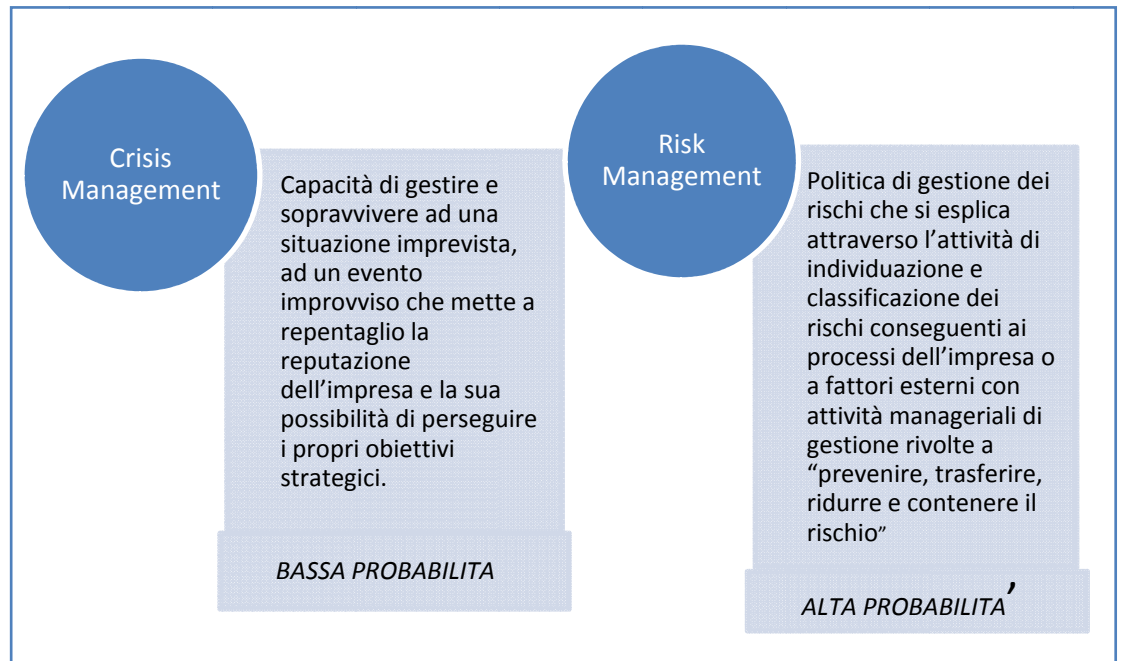 Crisis
Management
Capacità di gestire e
sopravvivere ad una
situazione imprevista,
ad un evento
improvviso che mette a
repentaglio la
reputazione
dell’impresa e la sua
possibilità di perseguire
i propri obiettivi
strategici.
BASSA PROBABILITA
Risk
Management
Politica di gestione dei
rischi che si esplica
attraverso l’attività di
individuazione e
classificazione dei
rischi conseguenti ai
processi dell’impresa o
a fattori esterni con
attività manageriali di
gestione rivolte a
“prevenire, trasferire,
ridurre e contenere il
rischio”
ALTA PROBABILITA’